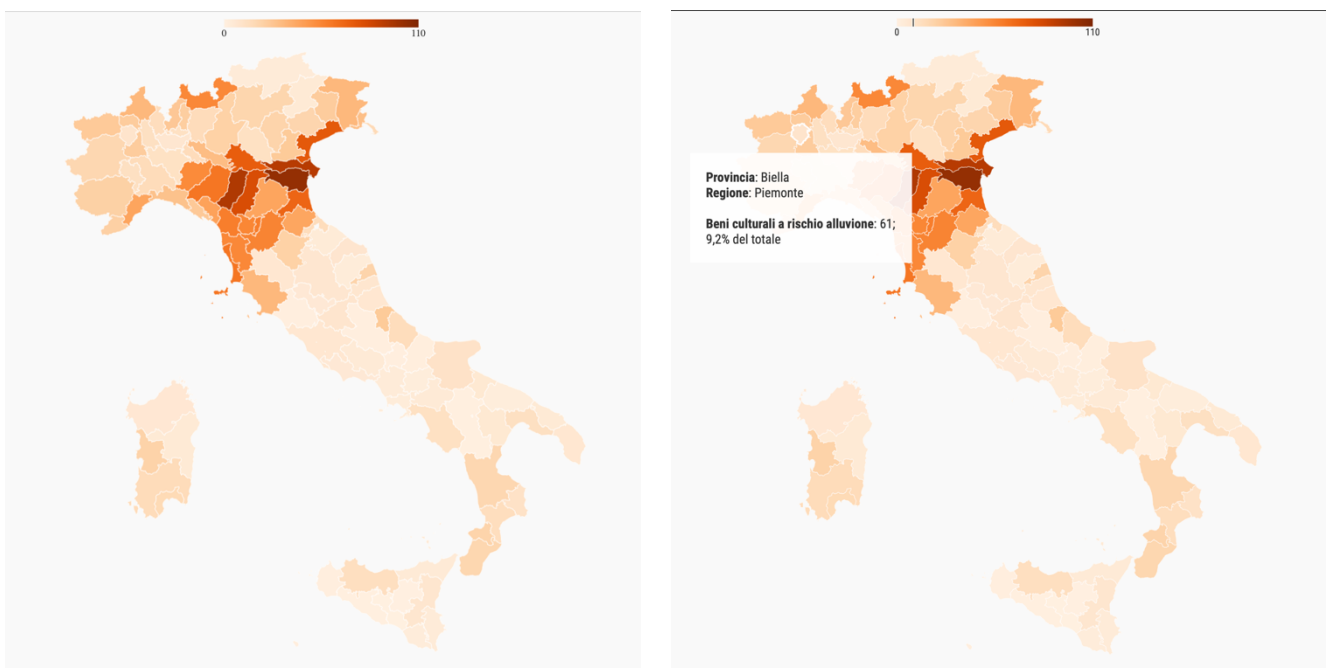 0 110
0 110
Provincia: Biella
Regione: Piemonte
Beni culturali a rischio alluvione: 61;
9,2% del totale